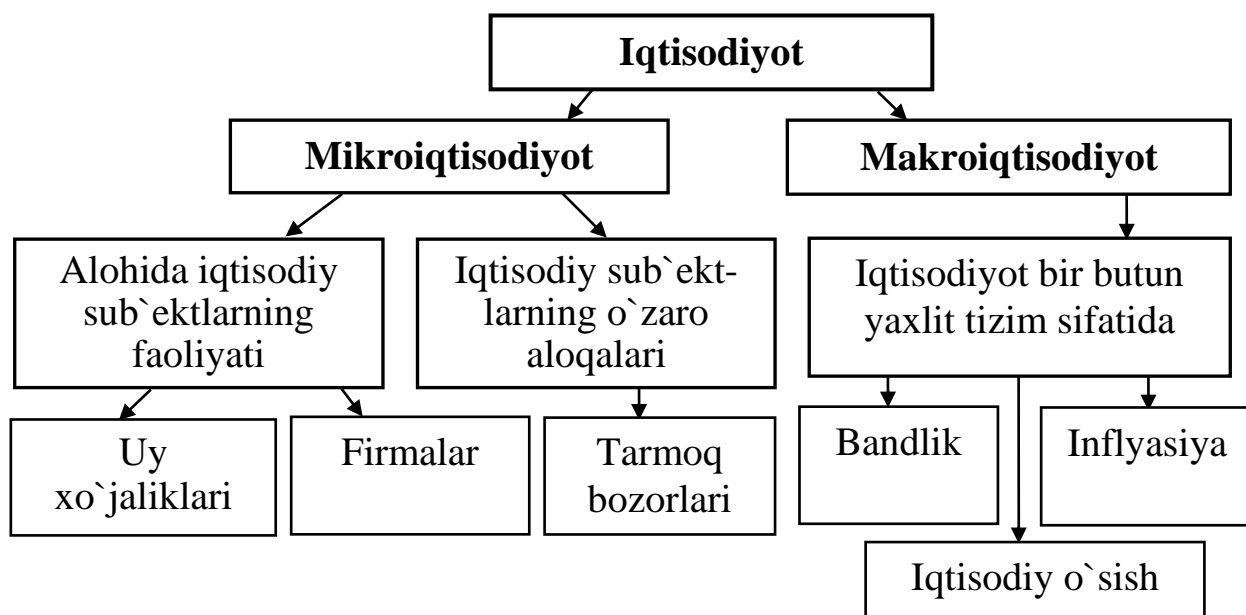 Iqtisodiyot
Mikroiqtisodiyot
Makroiqtisodiyot
Alohida iqtisodiy
sub`ektlarning
faoliyati
Iqtisodiy sub`ekt-
larning o`zaro
aloqalari
Iqtisodiyot bir butun
yaxlit tizim sifatida
Uy
xo`jaliklari
Firmalar
Tarmoq
bozorlari
Bandlik
Inflyasiya
Iqtisodiy o`sish